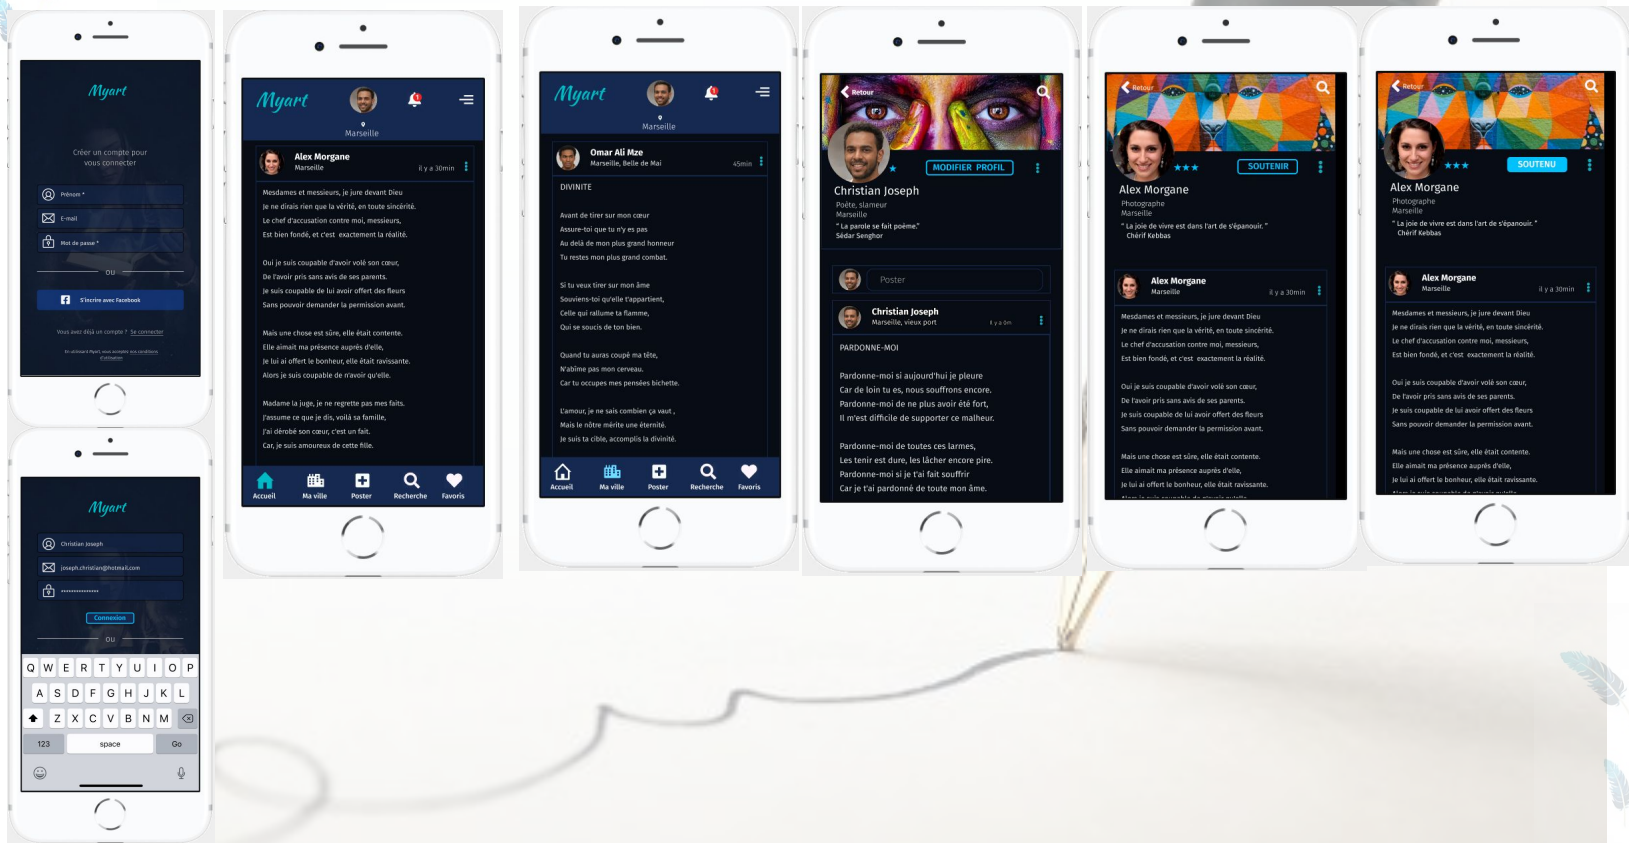 Myart
Créer un compte pour
vous connecter
Prénom *
E-mail
Mot de passe *
OU
S'incrire avec Facebook
Vous avez déjà un compte ? Se connecter
En utilisant Myart, vous acceptez nos conditions
d'utilisation
Myart
Christian Joseph
joseph.christian@hotmail.com
***************
Connexion
OU
Q W E R T Y U I O P
A S D F G H J K L
Z X C V B N M
123 space Go
Myart
Marseille
Alex Morgane
Marseille
il y a 30min
Mesdames et messieurs, je jure devant Dieu
Je ne dirais rien que la vérité, en toute sincérité.
Le chef d'accusation contre moi, messieurs,
Est bien fondé, et c'est exactement la réalité.
Oui je suis coupable d'avoir volé son cœur,
De l'avoir pris sans avis de ses parents.
Je suis coupable de lui avoir offert des fleurs
Sans pouvoir demander la permission avant.
Mais une chose est sûre, elle était contente.
Elle aimait ma présence auprès d'elle,
Je lui ai offert le bonheur, elle était ravissante.
Alors je suis coupable de n'avoir qu'elle.
Madame la juge, je ne regrette pas mes faits.
J'assume ce que je dis, voilà sa famille,
J'ai dérobé son cœur, c'est un fait.
Car, je suis amoureux de cette fille.
Accueil Ma ville Poster Recherche Favoris
Myart
Marseille
Omar Ali Mze
Marseille, Belle de Mai
45min
DIVINITE
Avant de tirer sur mon cœur
Assure-toi que tu n'y es pas
Au delà de mon plus grand honneur
Tu restes mon plus grand combat.
Si tu veux tirer sur mon âme
Souviens-toi qu'elle t'appartient,
Celle qui rallume ta flamme,
Qui se soucis de ton bien.
Quand tu auras coupé ma tête,
N'abîme pas mon cerveau.
Car tu occupes mes pensées bichette.
L'amour, je ne sais combien ça vaut ,
Mais le nôtre mérite une éternité.
Je suis ta cible, accomplis la divinité.
Accueil Ma ville Poster Recherche Favoris
Retour
MODIFIER PROFIL
Christian Joseph
Poête, slameur
Marseille
" La parole se fait poème."
Sédar Senghor
Poster
Christian Joseph
Marseille, vieux port
Il y a 0m
PARDONNE-MOI
Pardonne-moi si aujourd'hui je pleure
Car de loin tu es, nous souffrons encore.
Pardonne-moi de ne plus avoir été fort,
Il m'est difficile de supporter ce malheur.
Pardonne-moi de toutes ces larmes,
Les tenir est dure, les lâcher encore pire.
Pardonne-moi si je t'ai fait souffrir
Car je t'ai pardonné de toute mon âme.
Retour
SOUTENIR
Alex Morgane
Photographe
Marseille
" La joie de vivre est dans l'art de s'épanouir. "
Chérif Kebbas
Alex Morgane
Marseille
il y a 30min
Mesdames et messieurs, je jure devant Dieu
Je ne dirais rien que la vérité, en toute sincérité.
Le chef d'accusation contre moi, messieurs,
Est bien fondé, et c'est exactement la réalité.
Oui je suis coupable d'avoir volé son cœur,
De l'avoir pris sans avis de ses parents.
Je suis coupable de lui avoir offert des fleurs
Sans pouvoir demander la permission avant.
Mais une chose est sûre, elle était contente.
Elle aimait ma présence auprès d'elle,
Je lui ai offert le bonheur, elle était ravissante.
Retour
SOUTENU
Alex Morgane
Photographe
Marseille
" La joie de vivre est dans l'art de s'épanouir. "
Chérif Kebbas
Alex Morgane
Marseille
il y a 30min
Mesdames et messieurs, je jure devant Dieu
Je ne dirais rien que la vérité, en toute sincérité.
Le chef d'accusation contre moi, messieurs,
Est bien fondé, et c'est exactement la réalité.
Oui je suis coupable d'avoir volé son cœur,
De l'avoir pris sans avis de ses parents.
Je suis coupable de lui avoir offert des fleurs
Sans pouvoir demander la permission avant.
Mais une chose est sûre, elle était contente.
Elle aimait ma présence auprès d'elle,
Je lui ai offert le bonheur, elle était ravissante.